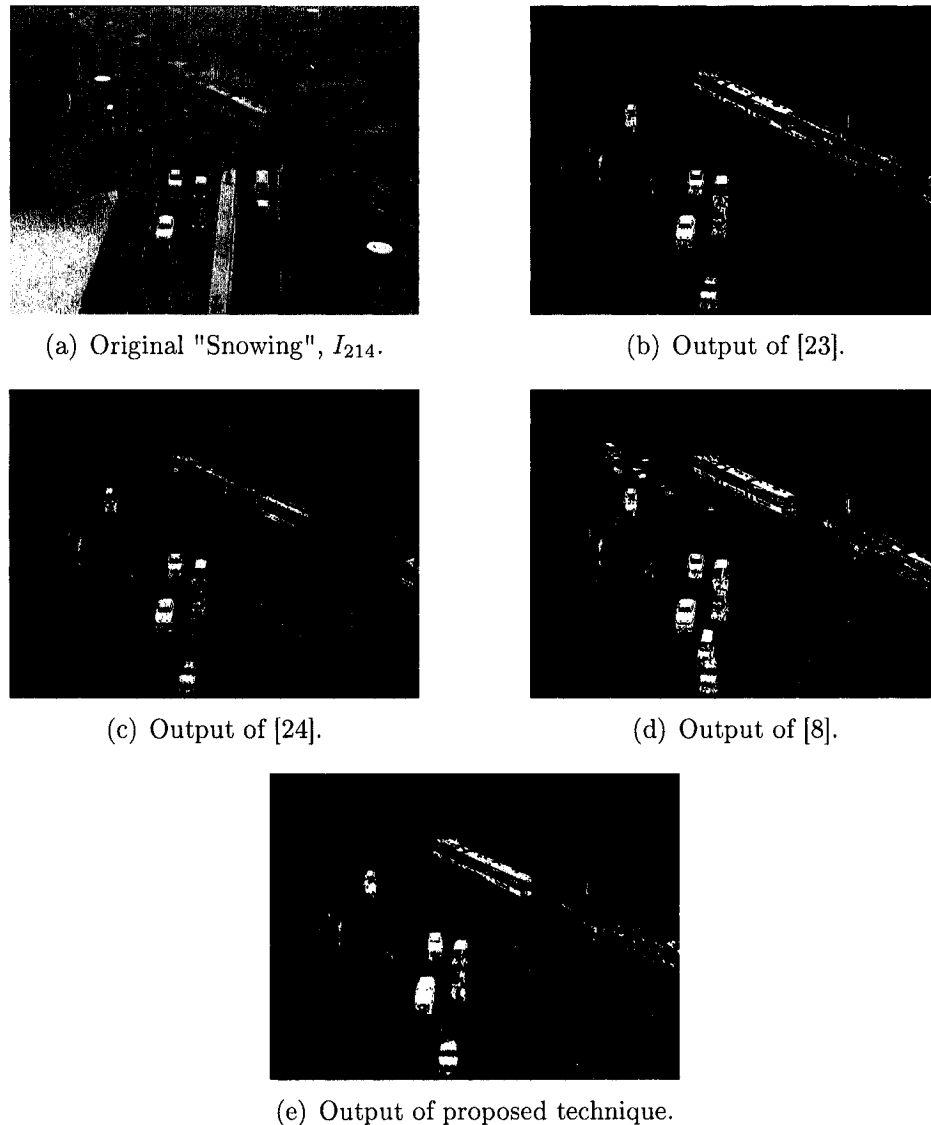 (a) Original "Snowing", I₂₁₄.
(b) Output of [23].
(c) Output of [24].
(d) Output of [8].
(e) Output of proposed technique.